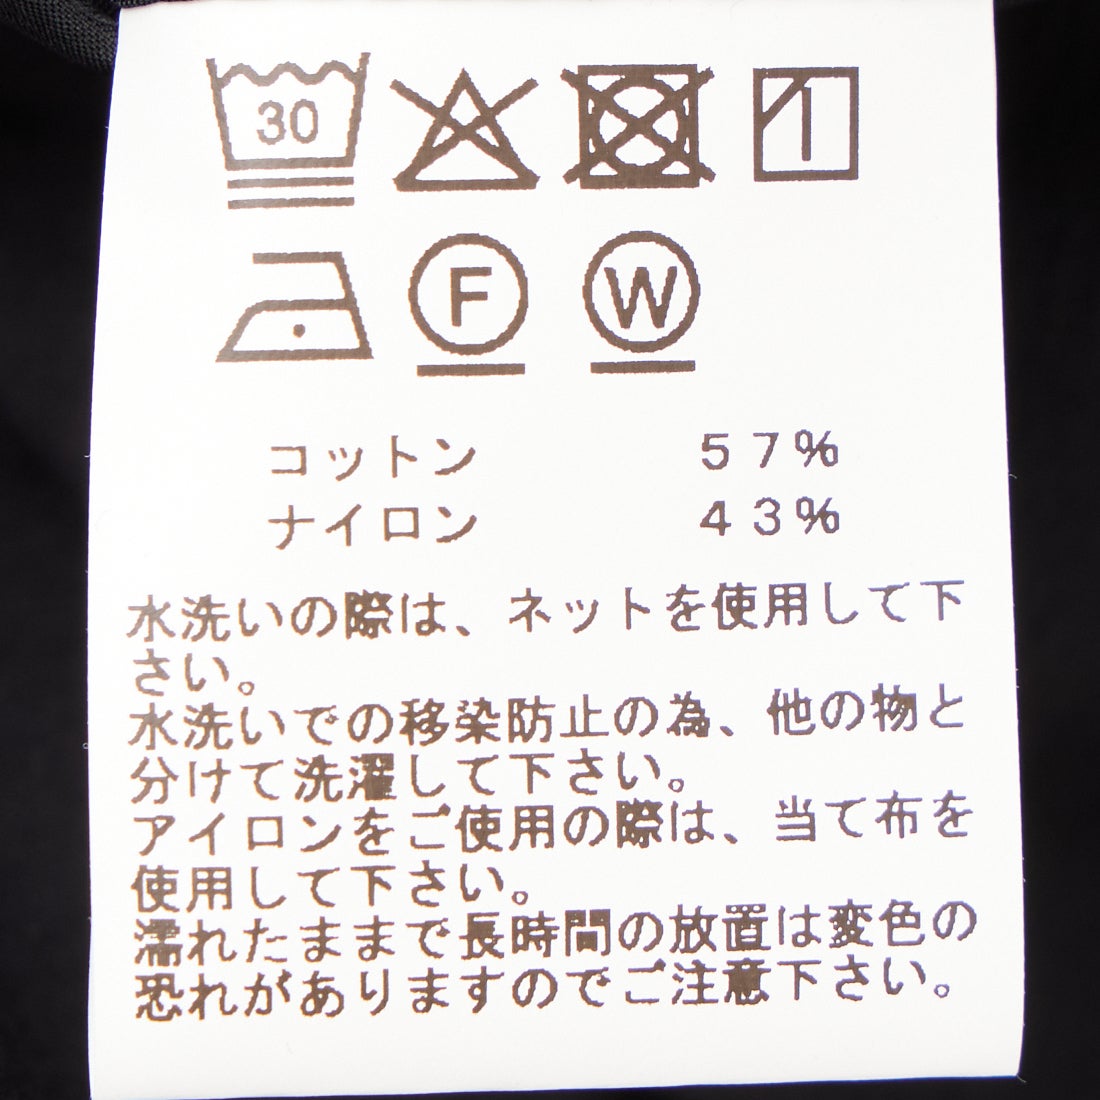 30
F W
コットン 57%
ナイロン 43%
水洗いの際は、ネットを使用して下
さい。
水洗いでの移染防止の為、他の物と
分けて洗濯して下さい。
アイロンをご使用の際は、当て布を
使用して下さい。
濡れたままで長時間の放置は変色の
恐れがありますのでご注意下さい。